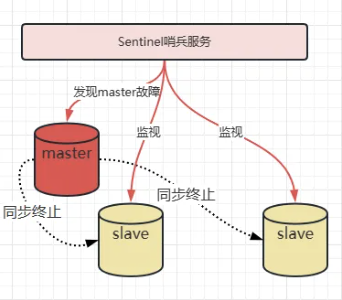 Sentinel哨兵服务
发现master故障
监视
监视
master
同步终止
同步终止
slave
slave